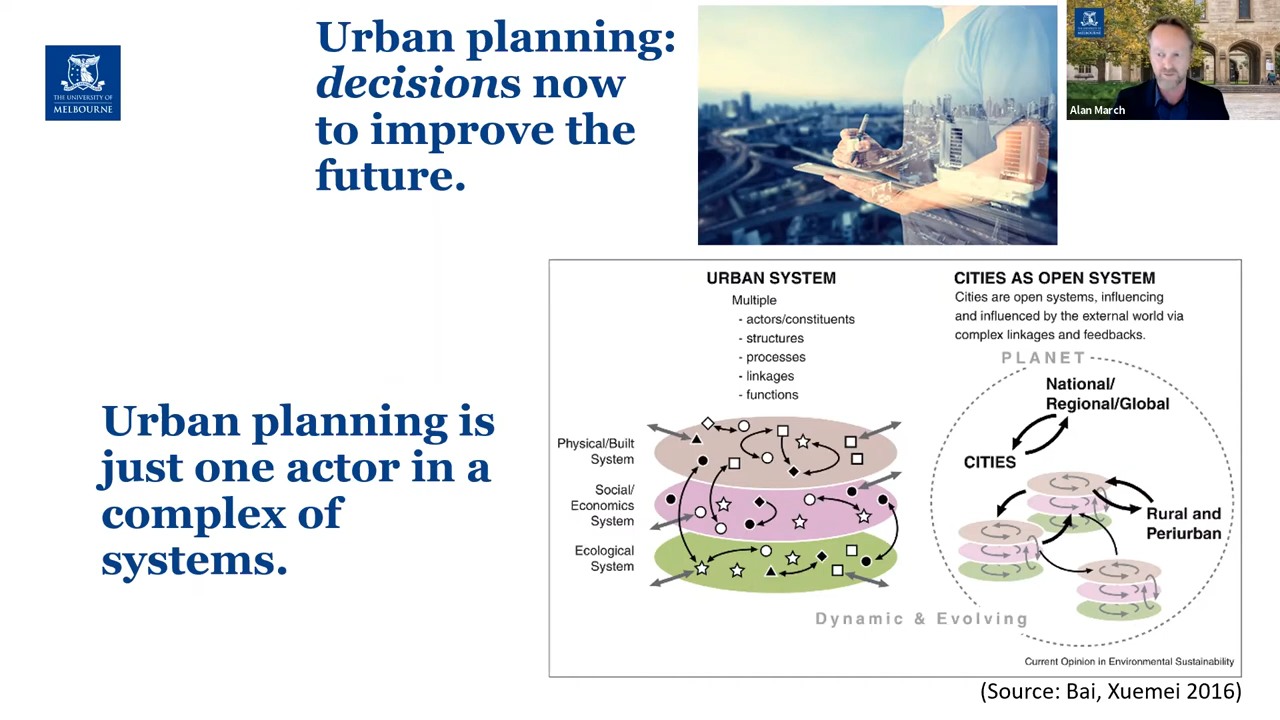 THE UNIVERSITY OF
MELBOURNE
Urban planning:
decisions now
to improve the
future.
Alan March
Urban planning is
just one actor in a
complex of
systems.
URBAN SYSTEM
Multiple
- actors/constituents
- structures
- processes
- linkages
- functions
Physical/Built
System
Social/
Economics
System
Ecological
System
CITIES AS OPEN SYSTEM
Cities are open systems, influencing
and influenced by the external world via
complex linkages and feedbacks.
PLANET
National/
Regional/Global
CITIES
Rural and
Periurban
Dynamic & Evolving
Current Opinion in Environmental Sustainability
(Source: Bai, Xuemei 2016)